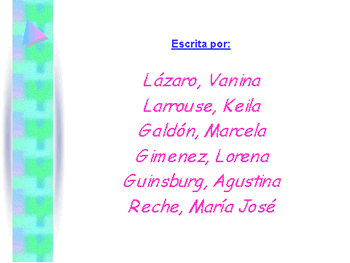 Escrita por:
Lázaro, Vanina
Larrouse, Keila
Galdón, Marcela
Gimenez, Lorena
Guinsburg, Agustina
Reche, María José